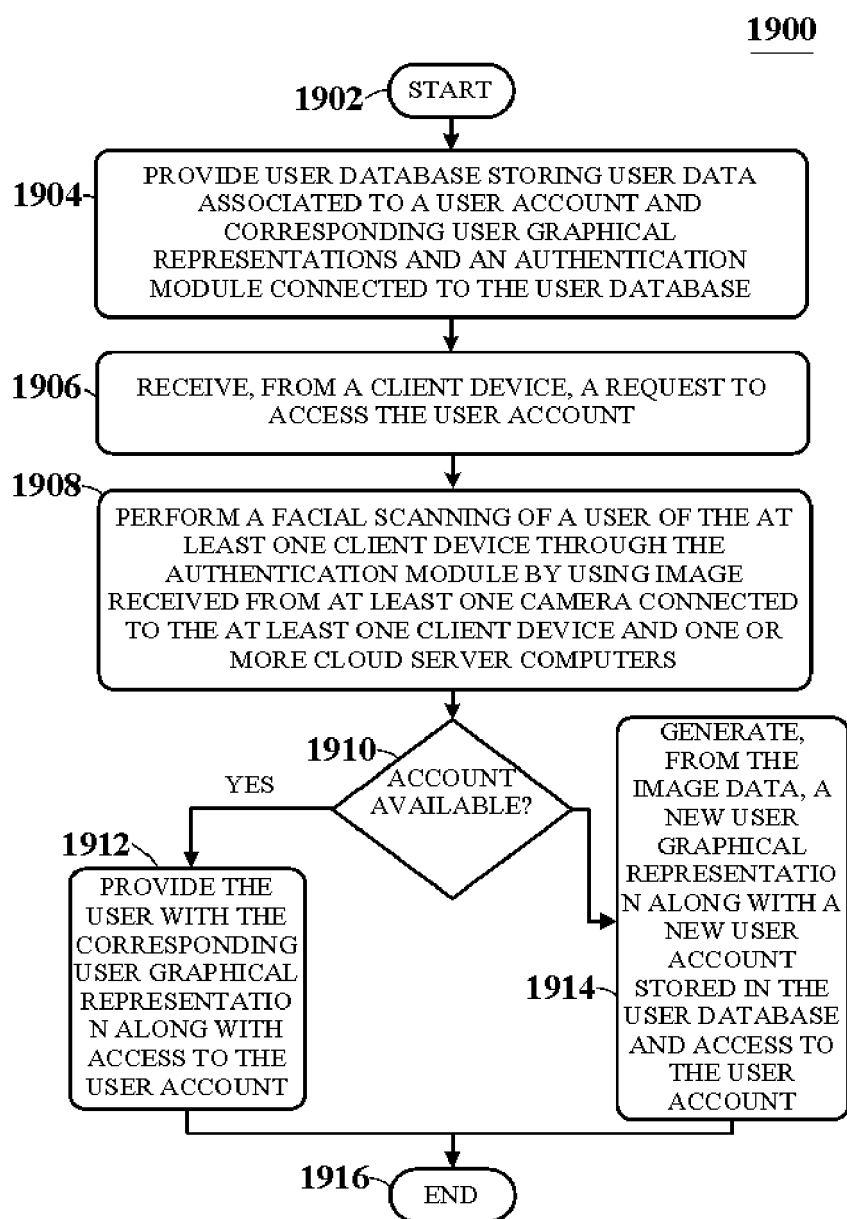 1900
1902
START
1904
PROVIDE USER DATABASE STORING USER DATA
ASSOCIATED TO A USER ACCOUNT AND
CORRESPONDING USER GRAPHICAL
REPRESENTATIONS AND AN AUTHENTICATION
MODULE CONNECTED TO THE USER DATABASE
1906
RECEIVE, FROM A CLIENT DEVICE, A REQUEST TO
ACCESS THE USER ACCOUNT
1908
PERFORM A FACIAL SCANNING OF A USER OF THE AT
LEAST ONE CLIENT DEVICE THROUGH THE
AUTHENTICATION MODULE BY USING IMAGE
RECEIVED FROM AT LEAST ONE CAMERA CONNECTED
TO THE AT LEAST ONE CLIENT DEVICE AND ONE OR
MORE CLOUD SERVER COMPUTERS
1910
ACCOUNT
AVAILABLE?
YES
1912
PROVIDE THE
USER WITH THE
CORRESPONDING
USER GRAPHICAL
REPRESENTATIO
N ALONG WITH
ACCESS TO THE
USER ACCOUNT
1914
GENERATE,
FROM THE
IMAGE DATA, A
NEW USER
GRAPHICAL
REPRESENTATIO
N ALONG WITH A
NEW USER
ACCOUNT
STORED IN THE
USER DATABASE
AND ACCESS TO
THE USER
ACCOUNT
1916
END